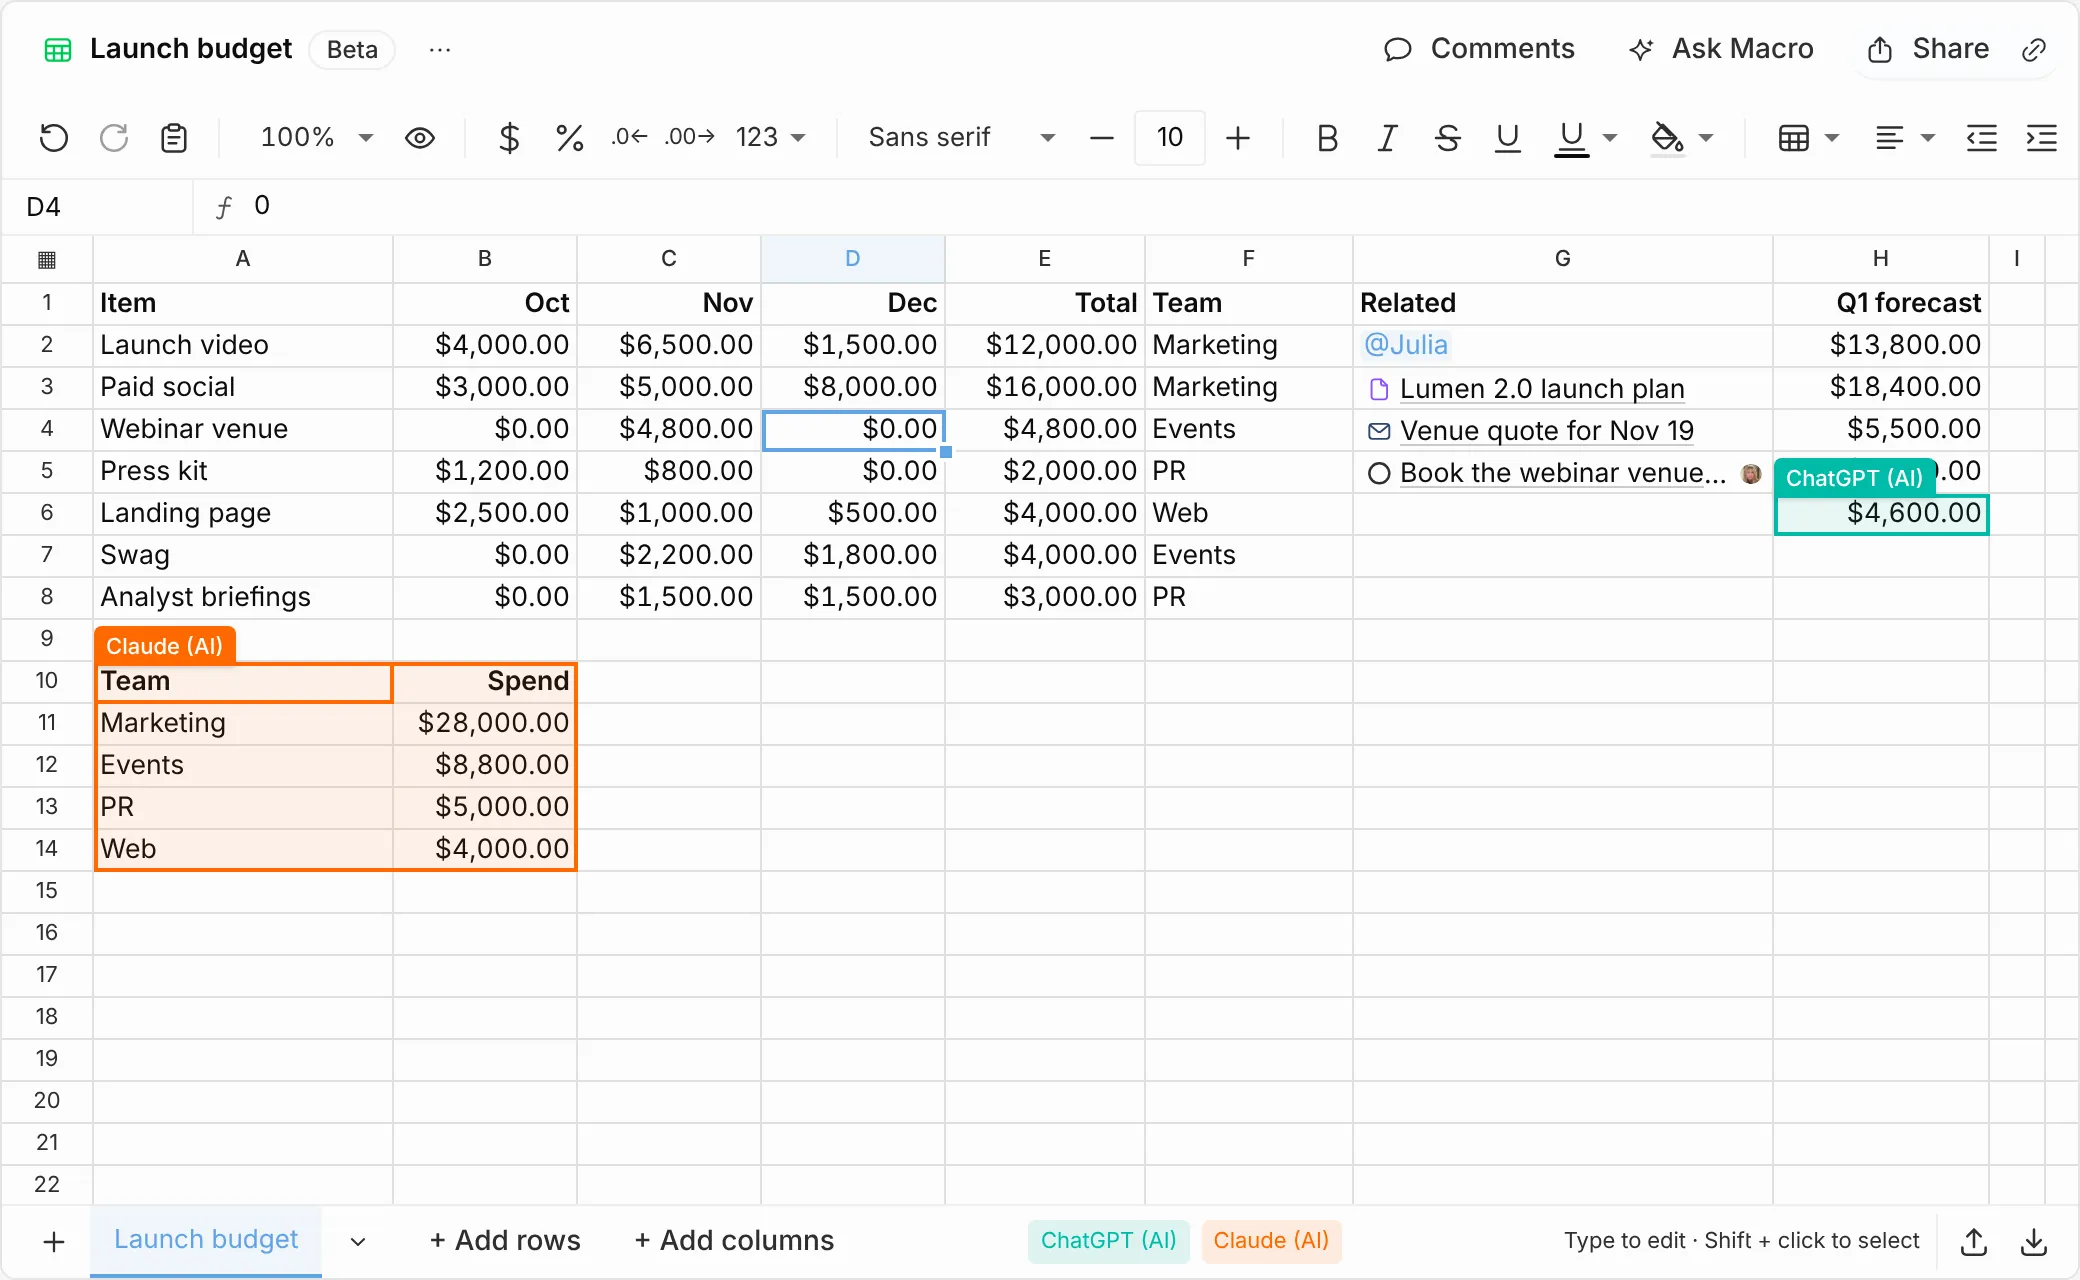 Launch budget Beta ··· Comments Ask Macro Share
100% $ % .0← .00→ 123 Sans serif 10 B I S U U
D4 ƒ 0
A B C D E F G H I
1 Item Oct Nov Dec Total Team Related Q1 forecast
2 Launch video $4,000.00 $6,500.00 $1,500.00 $12,000.00 Marketing @Julia $13,800.00
3 Paid social $3,000.00 $5,000.00 $8,000.00 $16,000.00 Marketing Lumen 2.0 launch plan $18,400.00
4 Webinar venue $0.00 $4,800.00 $0.00 $4,800.00 Events Venue quote for Nov 19 $5,500.00
5 Press kit $1,200.00 $800.00 $0.00 $2,000.00 PR Book the webinar venue... ChatGPT (AI) .00
6 Landing page $2,500.00 $1,000.00 $500.00 $4,000.00 Web $4,600.00
7 Swag $0.00 $2,200.00 $1,800.00 $4,000.00 Events
8 Analyst briefings $0.00 $1,500.00 $1,500.00 $3,000.00 PR
9 Claude (AI)
10 Team Spend
11 Marketing $28,000.00
12 Events $8,800.00
13 PR $5,000.00
14 Web $4,000.00
15
16
17
18
19
20
21
22
+ Launch budget + Add rows + Add columns ChatGPT (AI) Claude (AI) Type to edit · Shift + click to select